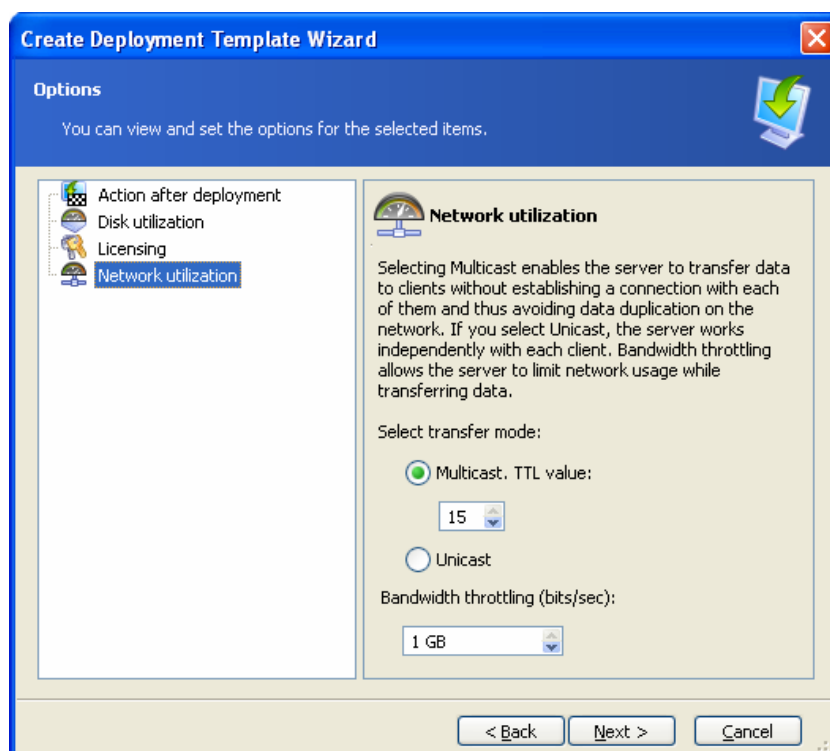 Create Deployment Template Wizard
Options
You can view and set the options for the selected items.
Action after deployment
Disk utilization
Licensing
Network utilization
Network utilization
Selecting Multicast enables the server to transfer data
to clients without establishing a connection with each
of them and thus avoiding data duplication on the
network. If you select Unicast, the server works
independently with each client. Bandwidth throttling
allows the server to limit network usage while
transferring data.
Select transfer mode:
Multicast. TTL value:
15
Unicast
Bandwidth throttling (bits/sec):
1 GB
< Back
Next >
Cancel